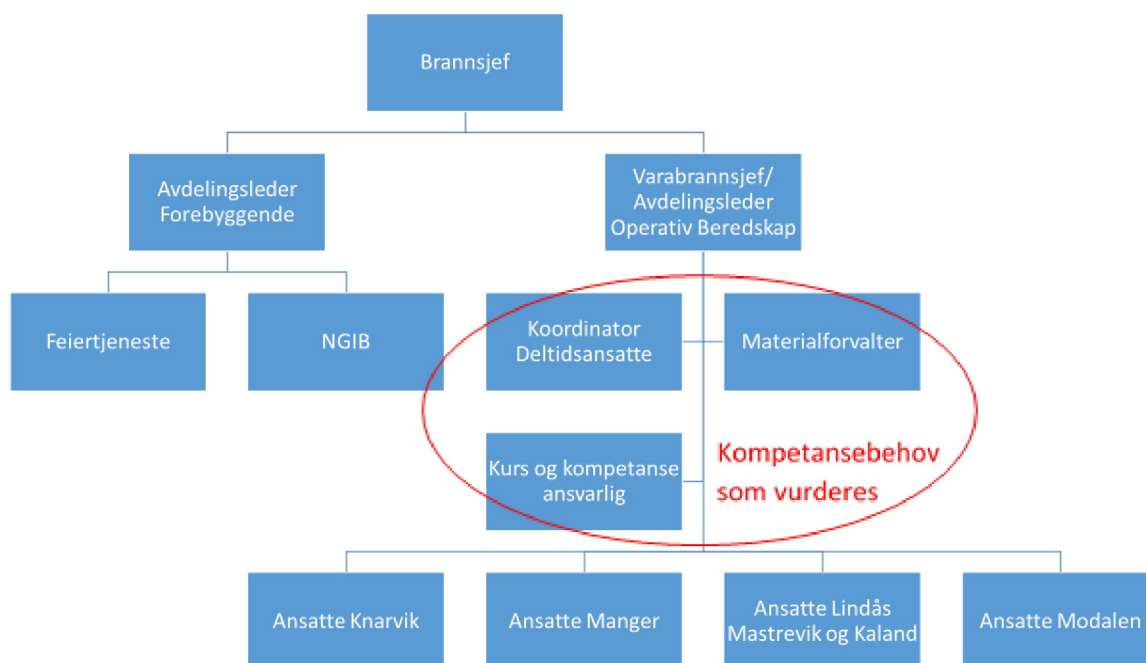 Brannsjef
Avdelingsleder
Forebyggende
Varabrannsjef/
Avdelingsleder
Operativ Beredskap
Feiertjeneste
NGIB
Koordinator
Deltidsansatte
Materialforvalter
Kurs og kompetanse
ansvarlig
Kompetansebehov
som vurderes
Ansatte Knarvik
Ansatte Manger
Ansatte Lindås
Mastrevik og Kaland
Ansatte Modalen